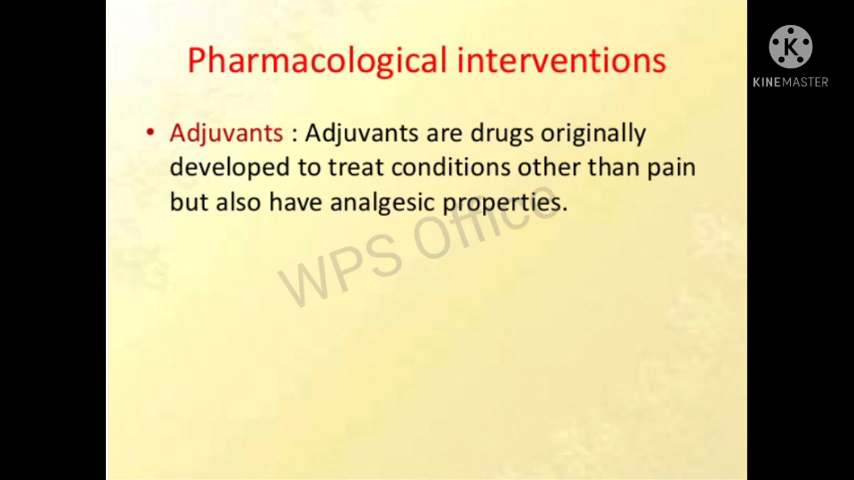 Pharmacological interventions
K
KINEMASTER
• Adjuvants : Adjuvants are drugs originally
developed to treat conditions other than pain
but also have analgesic properties.
WPS Office